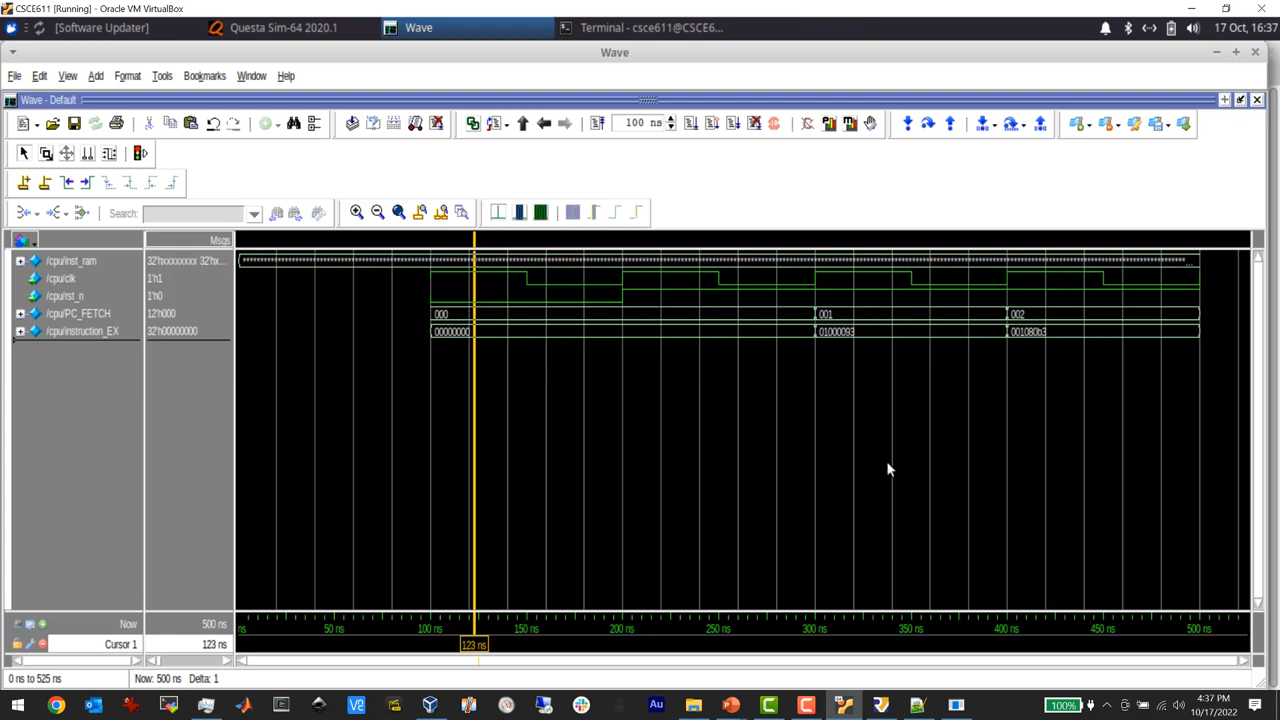 CSCE611 [Running] - Oracle VM VirtualBox
[Software Updater] Questa Sim-64 2020.1 Wave Terminal - csce611@CSCE6... 17 Oct, 16:37
Wave
File Edit View Add Format Tools Bookmarks Window Help
Wave - Default
100 ns
Search:
Msgs
/cpu/inst_ram 32'hxxxxxxxx 32'hx...
/cpu/clk 1'h1
/cpu/rst_n 1'h0
/cpu/PC_FETCH 12'h000 000 001 002
/cpu/instruction_EX 32'h00000000 00000000 01000093 001080b3
Now 500 ns ns 50 ns 100 ns 150 ns 200 ns 250 ns 300 ns 350 ns 400 ns 450 ns 500 ns
Cursor 1 123 ns 123 ns
0 ns to 525 ns Now: 500 ns Delta: 1
V2 Au 100% 4:37 PM
10/17/2022